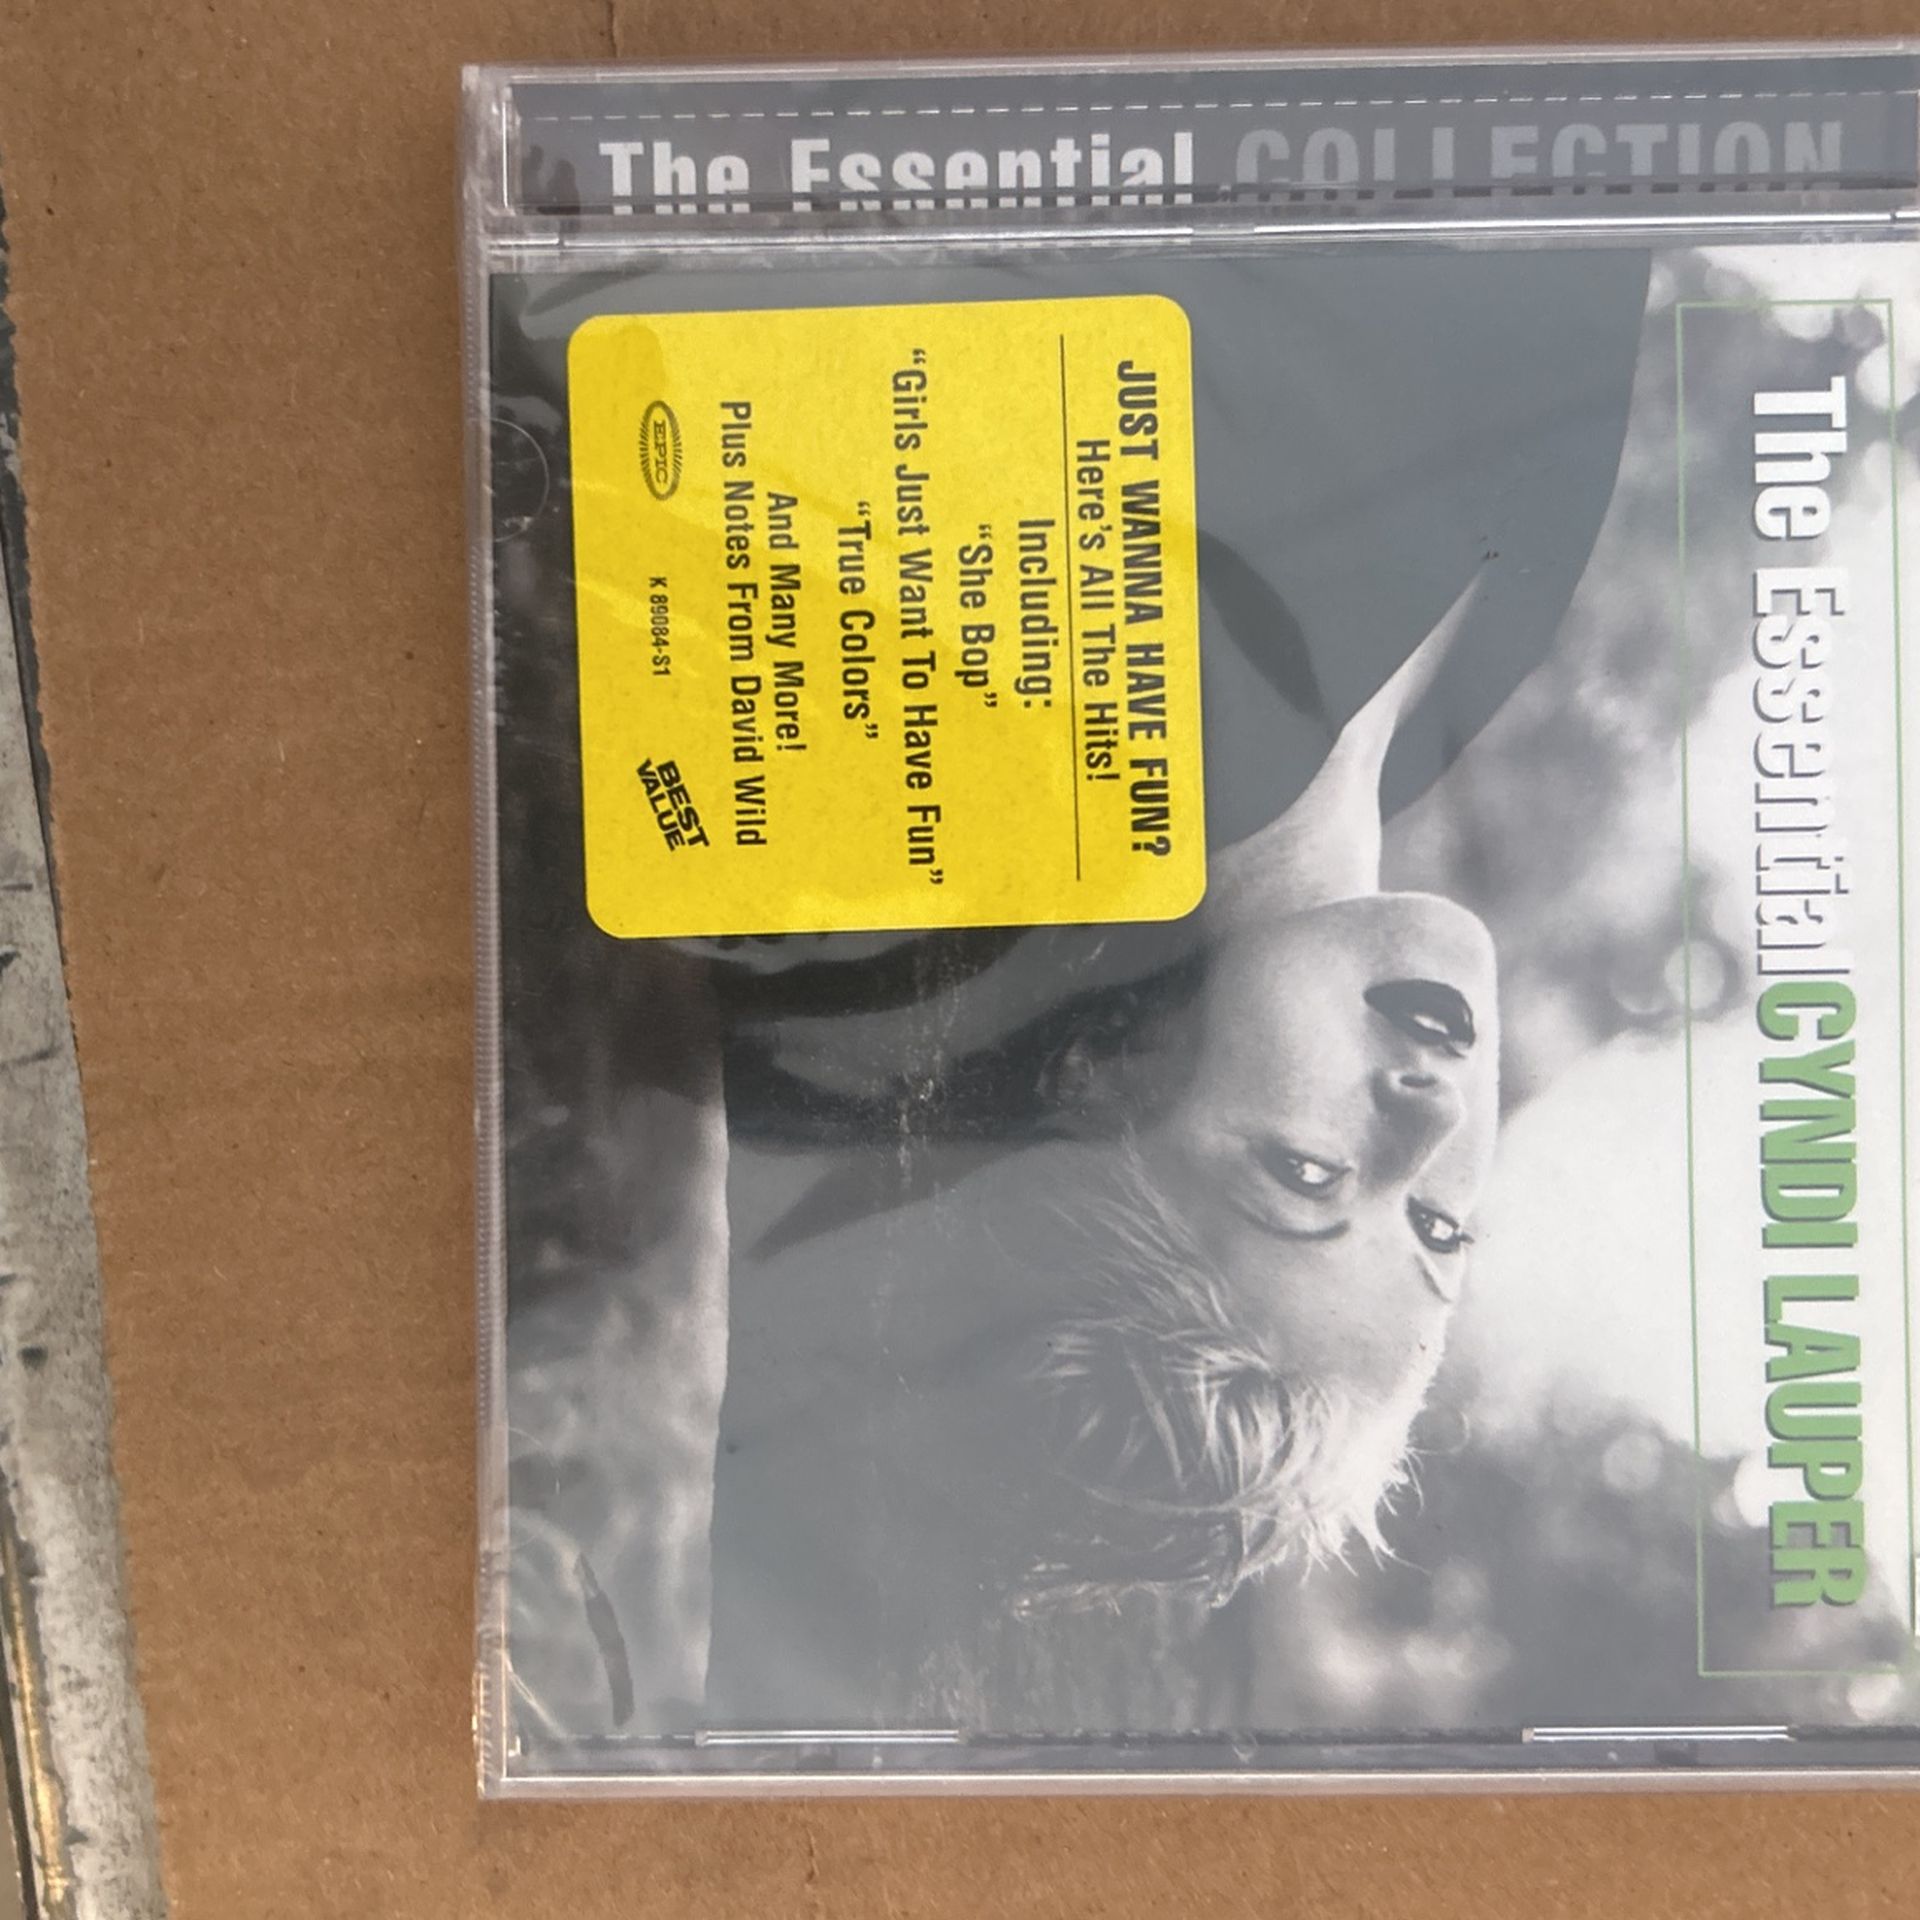 The Essential COLLECTION
The Essential CYNDI LAUPER
JUST WANNA HAVE FUN?
Here's All The Hits!
Including:
“She Bop”
“Girls Just Want To Have Fun”
“True Colors”
And Many More!
Plus Notes From David Wild
EPIC
K 89084-S1
BEST
VALUE